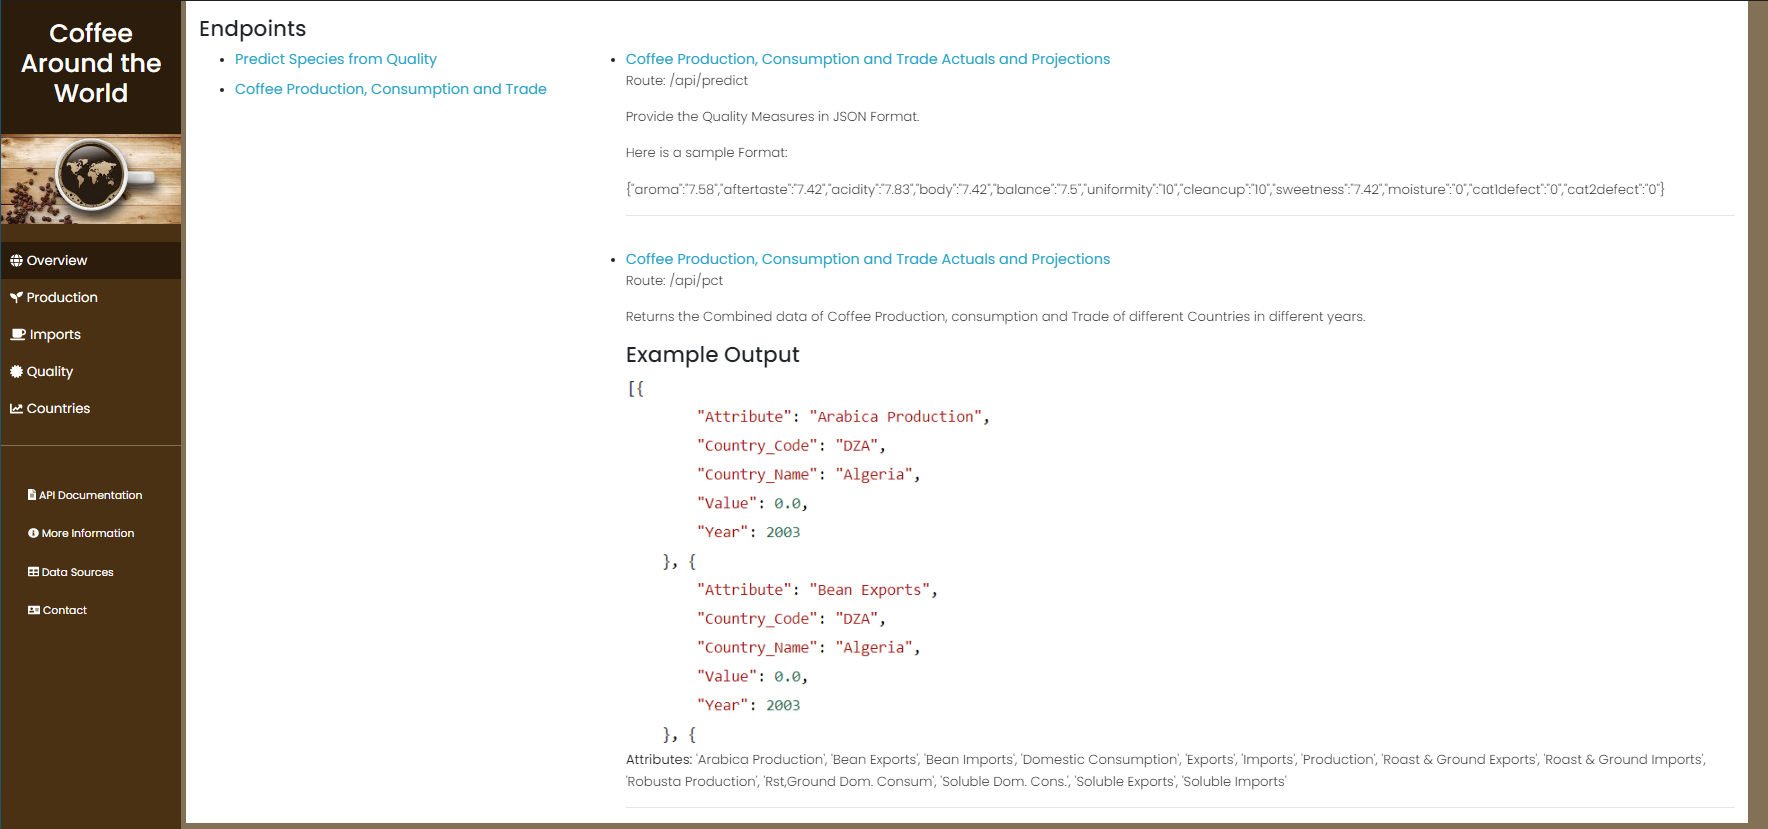 Coffee
Around the
World
Overview
Production
Imports
Quality
Countries
API Documentation
More Information
Data Sources
Contact
Endpoints
Predict Species from Quality
Coffee Production, Consumption and Trade
Coffee Production, Consumption and Trade Actuals and Projections
Route: /api/predict
Provide the Quality Measures in JSON Format.
Here is a sample Format:
{"aroma":"7.58","aftertaste":"7.42","acidity":"7.83","body":"7.42","balance":"7.5","uniformity":"10","cleancup":"10","sweetness":"7.42","moisture":"0","cat1defect":"0","cat2defect":"0"}
Coffee Production, Consumption and Trade Actuals and Projections
Route: /api/pct
Returns the Combined data of Coffee Production, consumption and Trade of different Countries in different years.
Example Output
[{
"Attribute": "Arabica Production",
"Country_Code": "DZA",
"Country_Name": "Algeria",
"Value": 0.0,
"Year": 2003
}, {
"Attribute": "Bean Exports",
"Country_Code": "DZA",
"Country_Name": "Algeria",
"Value": 0.0,
"Year": 2003
}, {
Attributes: 'Arabica Production', 'Bean Exports', 'Bean Imports', 'Domestic Consumption', 'Exports', 'Imports', 'Production', 'Roast & Ground Exports', 'Roast & Ground Imports',
'Robusta Production', 'Rst,Ground Dom. Consum', 'Soluble Dom. Cons.', 'Soluble Exports', 'Soluble Imports'